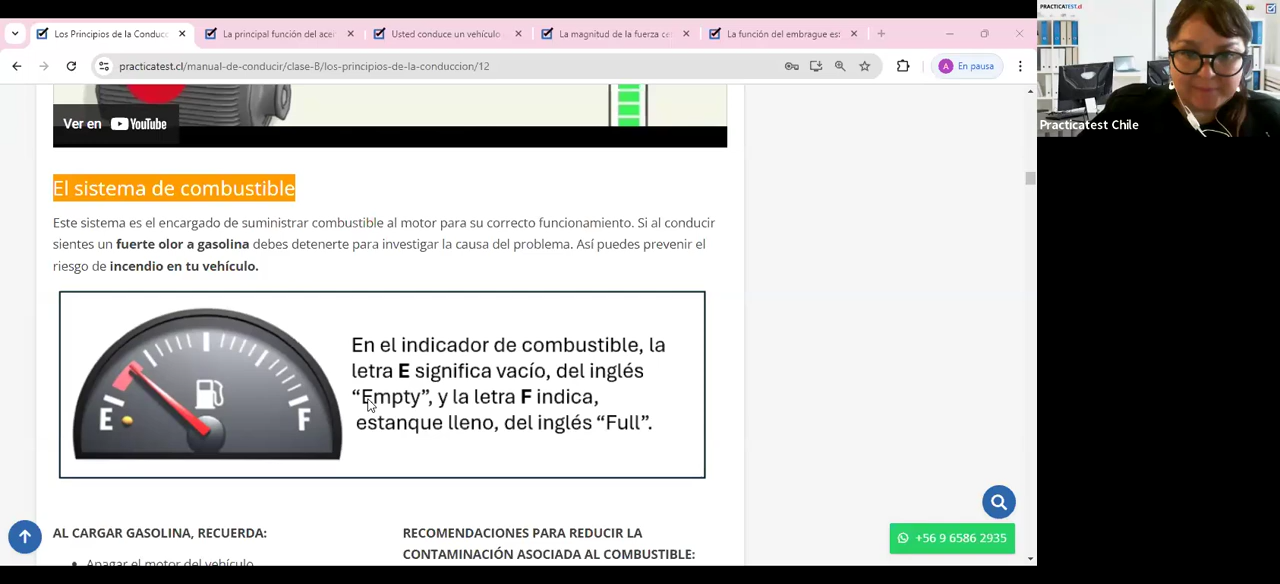 Los Principios de la Conducc
La principal función del ace
Usted conduce un vehículo
La magnitud de la fuerza ce
La función del embrague es:
practicatest.cl/manual-de-conducir/clase-B/los-principios-de-la-conduccion/12
A
En pausa
PRACTICATEST.cl
Practicatest Chile
Ver en YouTube
El sistema de combustible
Este sistema es el encargado de suministrar combustible al motor para su correcto funcionamiento. Si al conducir
sientes un fuerte olor a gasolina debes detenerte para investigar la causa del problema. Así puedes prevenir el
riesgo de incendio en tu vehículo.
E
F
En el indicador de combustible, la
letra E significa vacío, del inglés
“Empty”, y la letra F indica,
estanque lleno, del inglés “Full”.
AL CARGAR GASOLINA, RECUERDA:
Apagar el motor del vehículo
RECOMENDACIONES PARA REDUCIR LA
CONTAMINACIÓN ASOCIADA AL COMBUSTIBLE:
+56 9 6586 2935